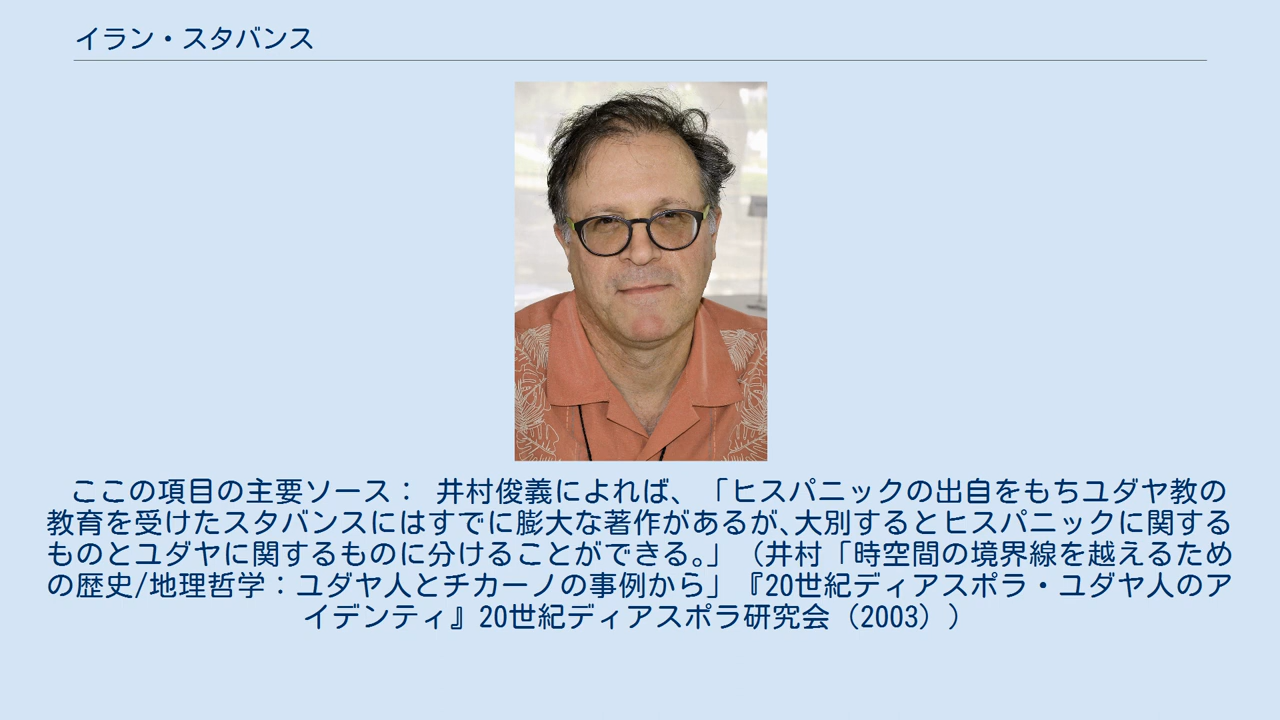 イラン・スタバンス
ここの項目の主要ソース： 井村俊義によれば、「ヒスパニックの出自をもちユダヤ教の
教育を受けたスタバンスにはすでに膨大な著作があるが､大別するとヒスパニックに関する
ものとユダヤに関するものに分けることができる｡」（井村「時空間の境界線を越えるため
の歴史/地理哲学：ユダヤ人とチカーノの事例から」『20世紀ディアスポラ・ユダヤ人のア
イデンティ』20世紀ディアスポラ研究会（2003））